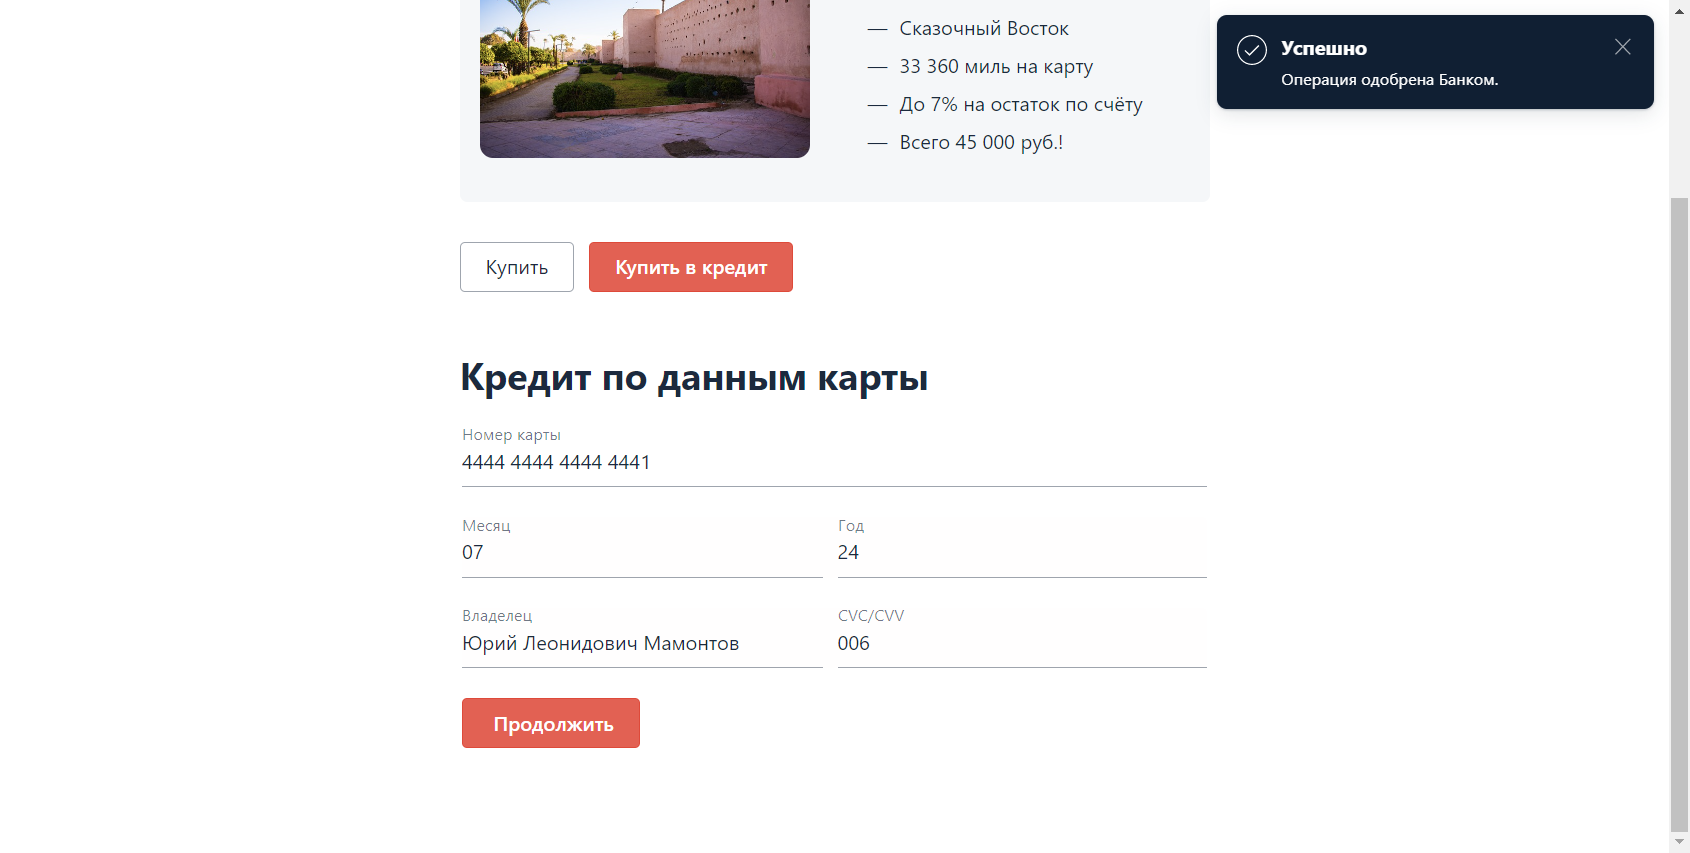 — Сказочный Восток
— 33 360 миль на карту
— До 7% на остаток по счёту
— Всего 45 000 руб.!
Успешно
Операция одобрена Банком.
Купить
Купить в кредит
Кредит по данным карты
Номер карты
4444 4444 4444 4441
Месяц
07
Год
24
Владелец
Юрий Леонидович Мамонтов
CVC/CVV
006
Продолжить